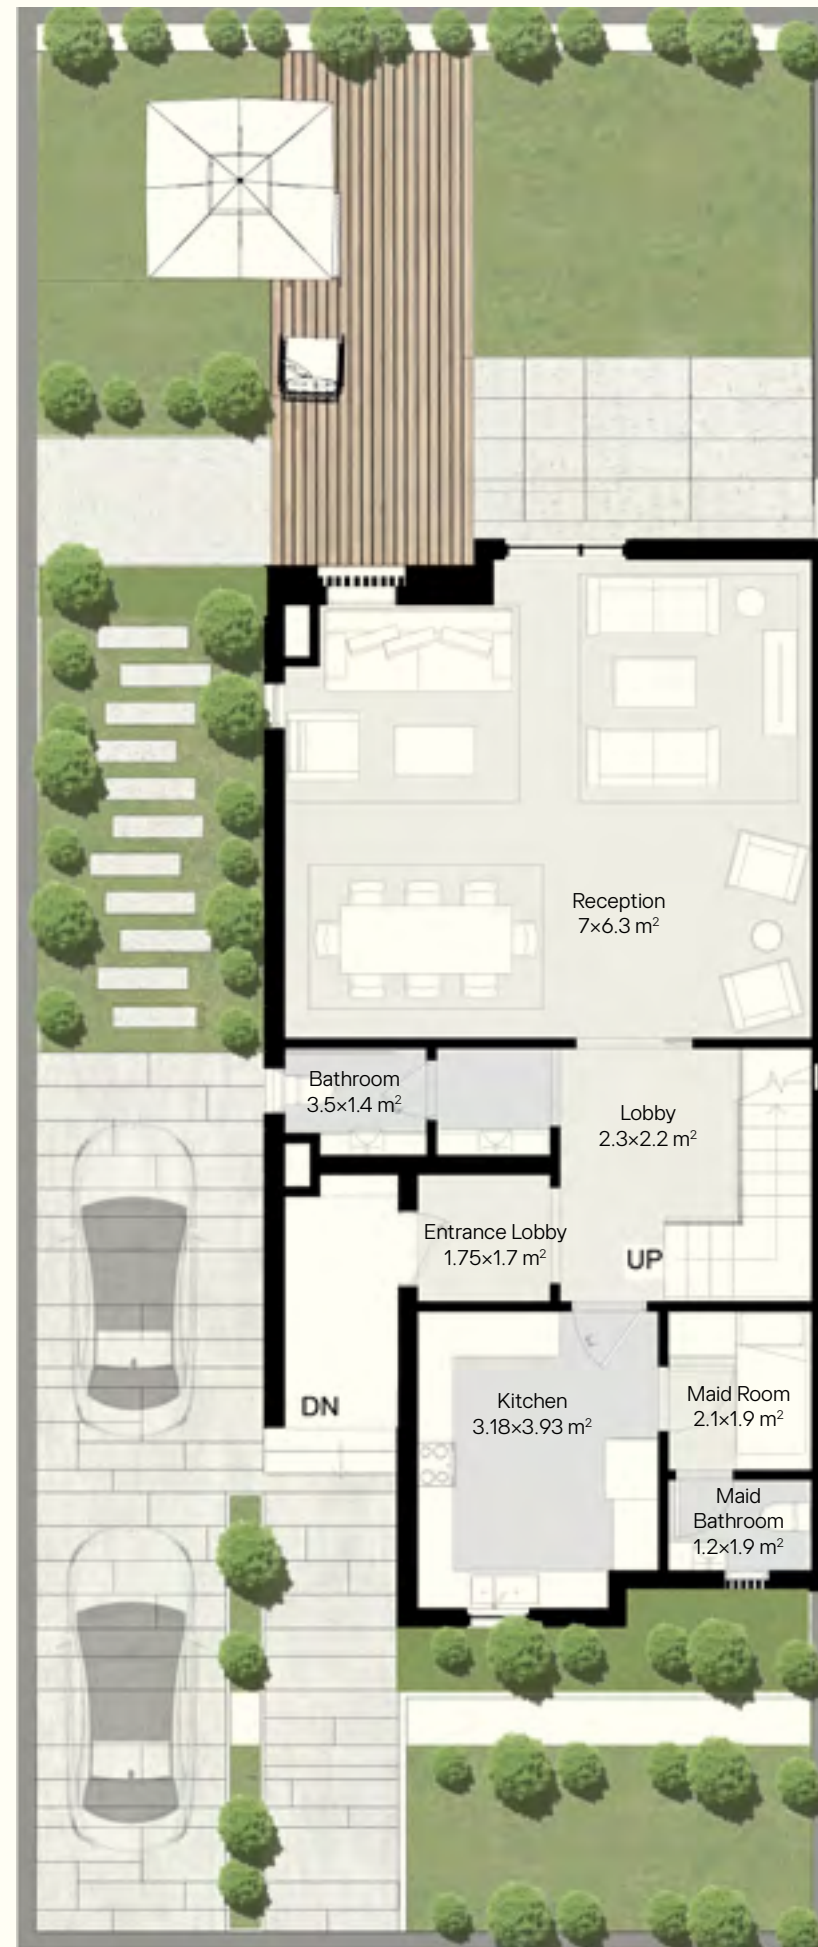 Reception
7×6.3 m²
Bathroom
3.5×1.4 m²
Lobby
2.3×2.2 m²
Entrance Lobby
1.75×1.7 m²
UP
Kitchen
3.18×3.93 m²
DN
Maid Room
2.1×1.9 m²
Maid
Bathroom
1.2×1.9 m²